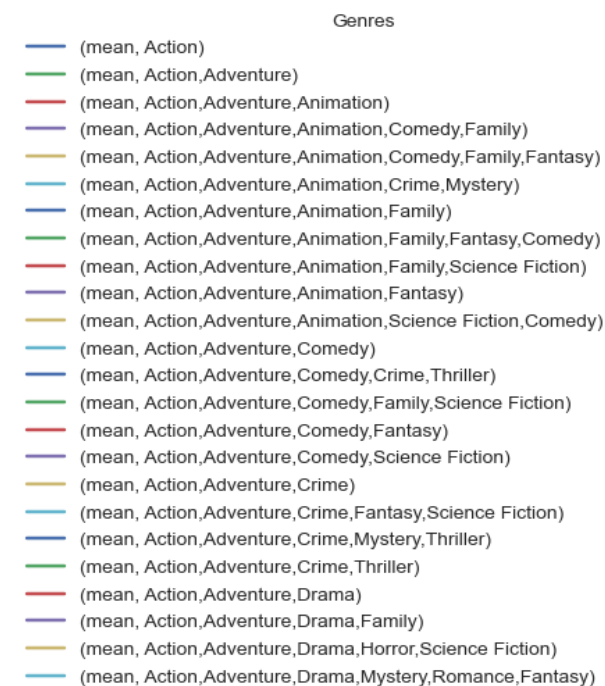 Genres
(mean, Action)
(mean, Action,Adventure)
(mean, Action,Adventure,Animation)
(mean, Action,Adventure,Animation,Comedy,Family)
(mean, Action,Adventure,Animation,Comedy,Family,Fantasy)
(mean, Action,Adventure,Animation,Crime,Mystery)
(mean, Action,Adventure,Animation,Family)
(mean, Action,Adventure,Animation,Family,Fantasy,Comedy)
(mean, Action,Adventure,Animation,Family,Science Fiction)
(mean, Action,Adventure,Animation,Fantasy)
(mean, Action,Adventure,Animation,Science Fiction,Comedy)
(mean, Action,Adventure,Comedy)
(mean, Action,Adventure,Comedy,Crime,Thriller)
(mean, Action,Adventure,Comedy,Family,Science Fiction)
(mean, Action,Adventure,Comedy,Fantasy)
(mean, Action,Adventure,Comedy,Science Fiction)
(mean, Action,Adventure,Crime)
(mean, Action,Adventure,Crime,Fantasy,Science Fiction)
(mean, Action,Adventure,Crime,Mystery,Thriller)
(mean, Action,Adventure,Crime,Thriller)
(mean, Action,Adventure,Drama)
(mean, Action,Adventure,Drama,Family)
(mean, Action,Adventure,Drama,Horror,Science Fiction)
(mean, Action,Adventure,Drama,Mystery,Romance,Fantasy)